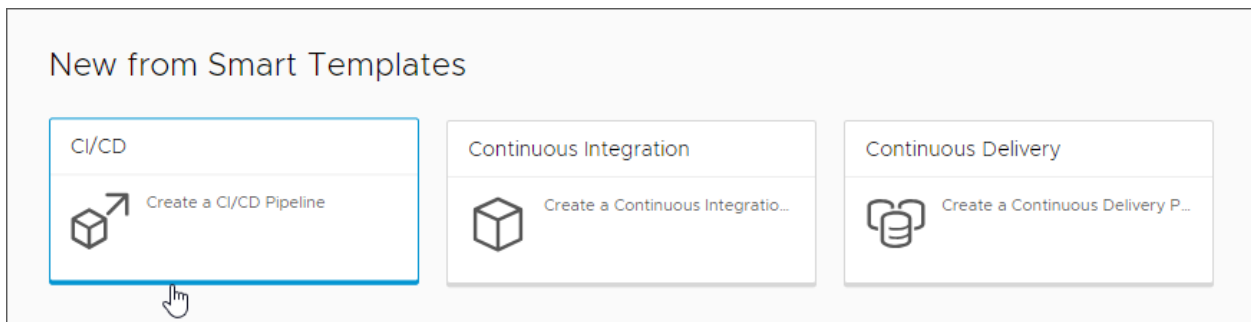 New from Smart Templates
CI/CD
Create a CI/CD Pipeline
Continuous Integration
Create a Continuous Integratio...
Continuous Delivery
Create a Continuous Delivery P...